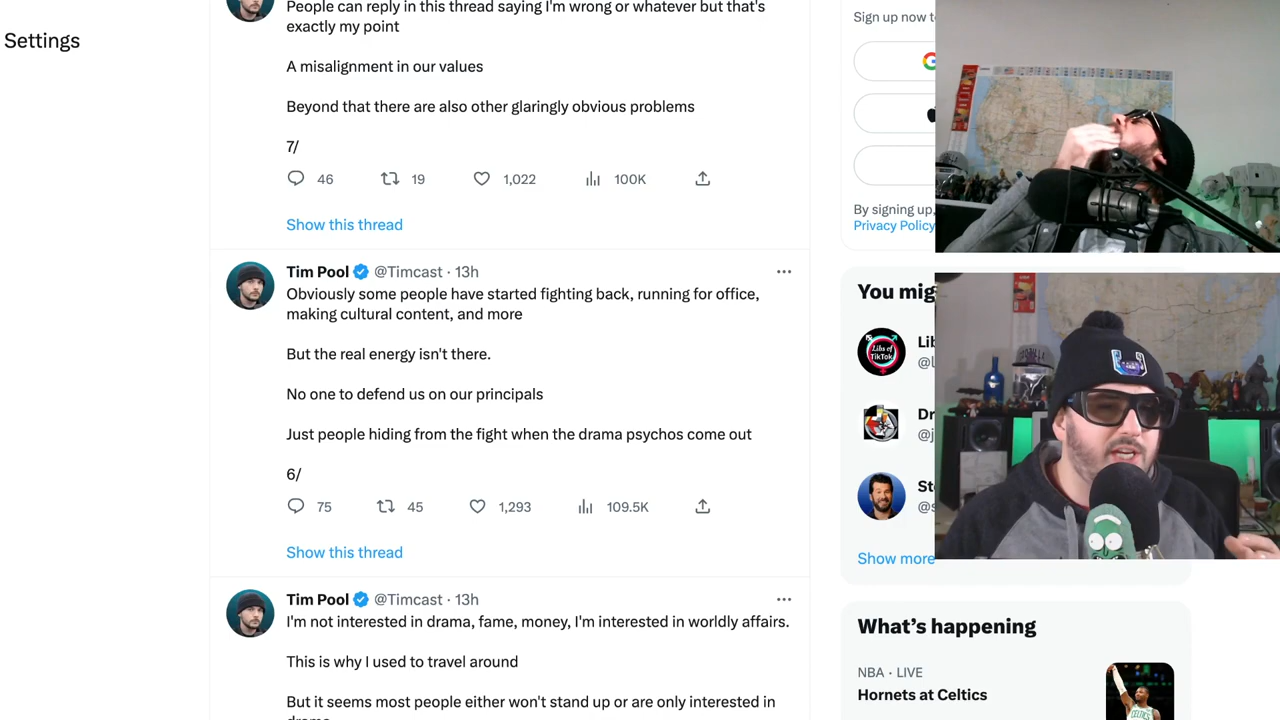 Settings
People can reply in this thread saying I'm wrong or whatever but that's
exactly my point
A misalignment in our values
Beyond that there are also other glaringly obvious problems
7/
46
19
1,022
100K
Show this thread
Tim Pool @Timcast · 13h
Obviously some people have started fighting back, running for office,
making cultural content, and more
But the real energy isn't there.
No one to defend us on our principals
Just people hiding from the fight when the drama psychos come out
6/
75
45
1,293
109.5K
Show this thread
Tim Pool @Timcast · 13h
I'm not interested in drama, fame, money, I'm interested in worldly affairs.
This is why I used to travel around
But it seems most people either won't stand up or are only interested in
Sign up now t
By signing up,
Privacy Policy
You mig
Libs of
TikTok
Lib
@l
Dr
@j
St
@s
Show more
What's happening
NBA · LIVE
Hornets at Celtics